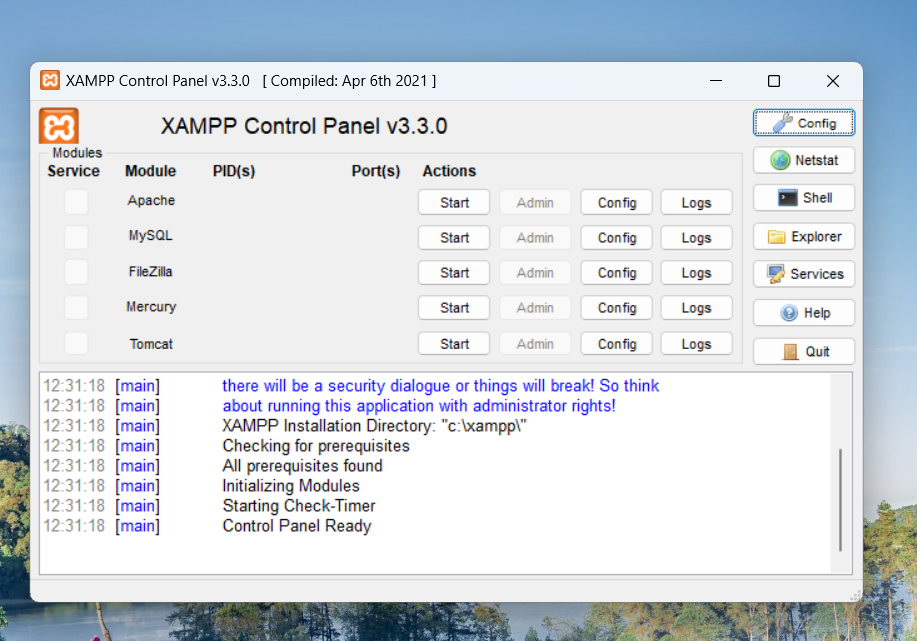 XAMPP Control Panel v3.3.0 [ Compiled: Apr 6th 2021 ]
XAMPP Control Panel v3.3.0
Config
Modules
Service Module PID(s) Port(s) Actions
Netstat
Apache Start Admin Config Logs
Shell
MySQL Start Admin Config Logs
Explorer
FileZilla Start Admin Config Logs
Services
Mercury Start Admin Config Logs
Help
Tomcat Start Admin Config Logs
Quit
12:31:18 [main] there will be a security dialogue or things will break! So think
12:31:18 [main] about running this application with administrator rights!
12:31:18 [main] XAMPP Installation Directory: "c:\xampp\"
12:31:18 [main] Checking for prerequisites
12:31:18 [main] All prerequisites found
12:31:18 [main] Initializing Modules
12:31:18 [main] Starting Check-Timer
12:31:18 [main] Control Panel Ready